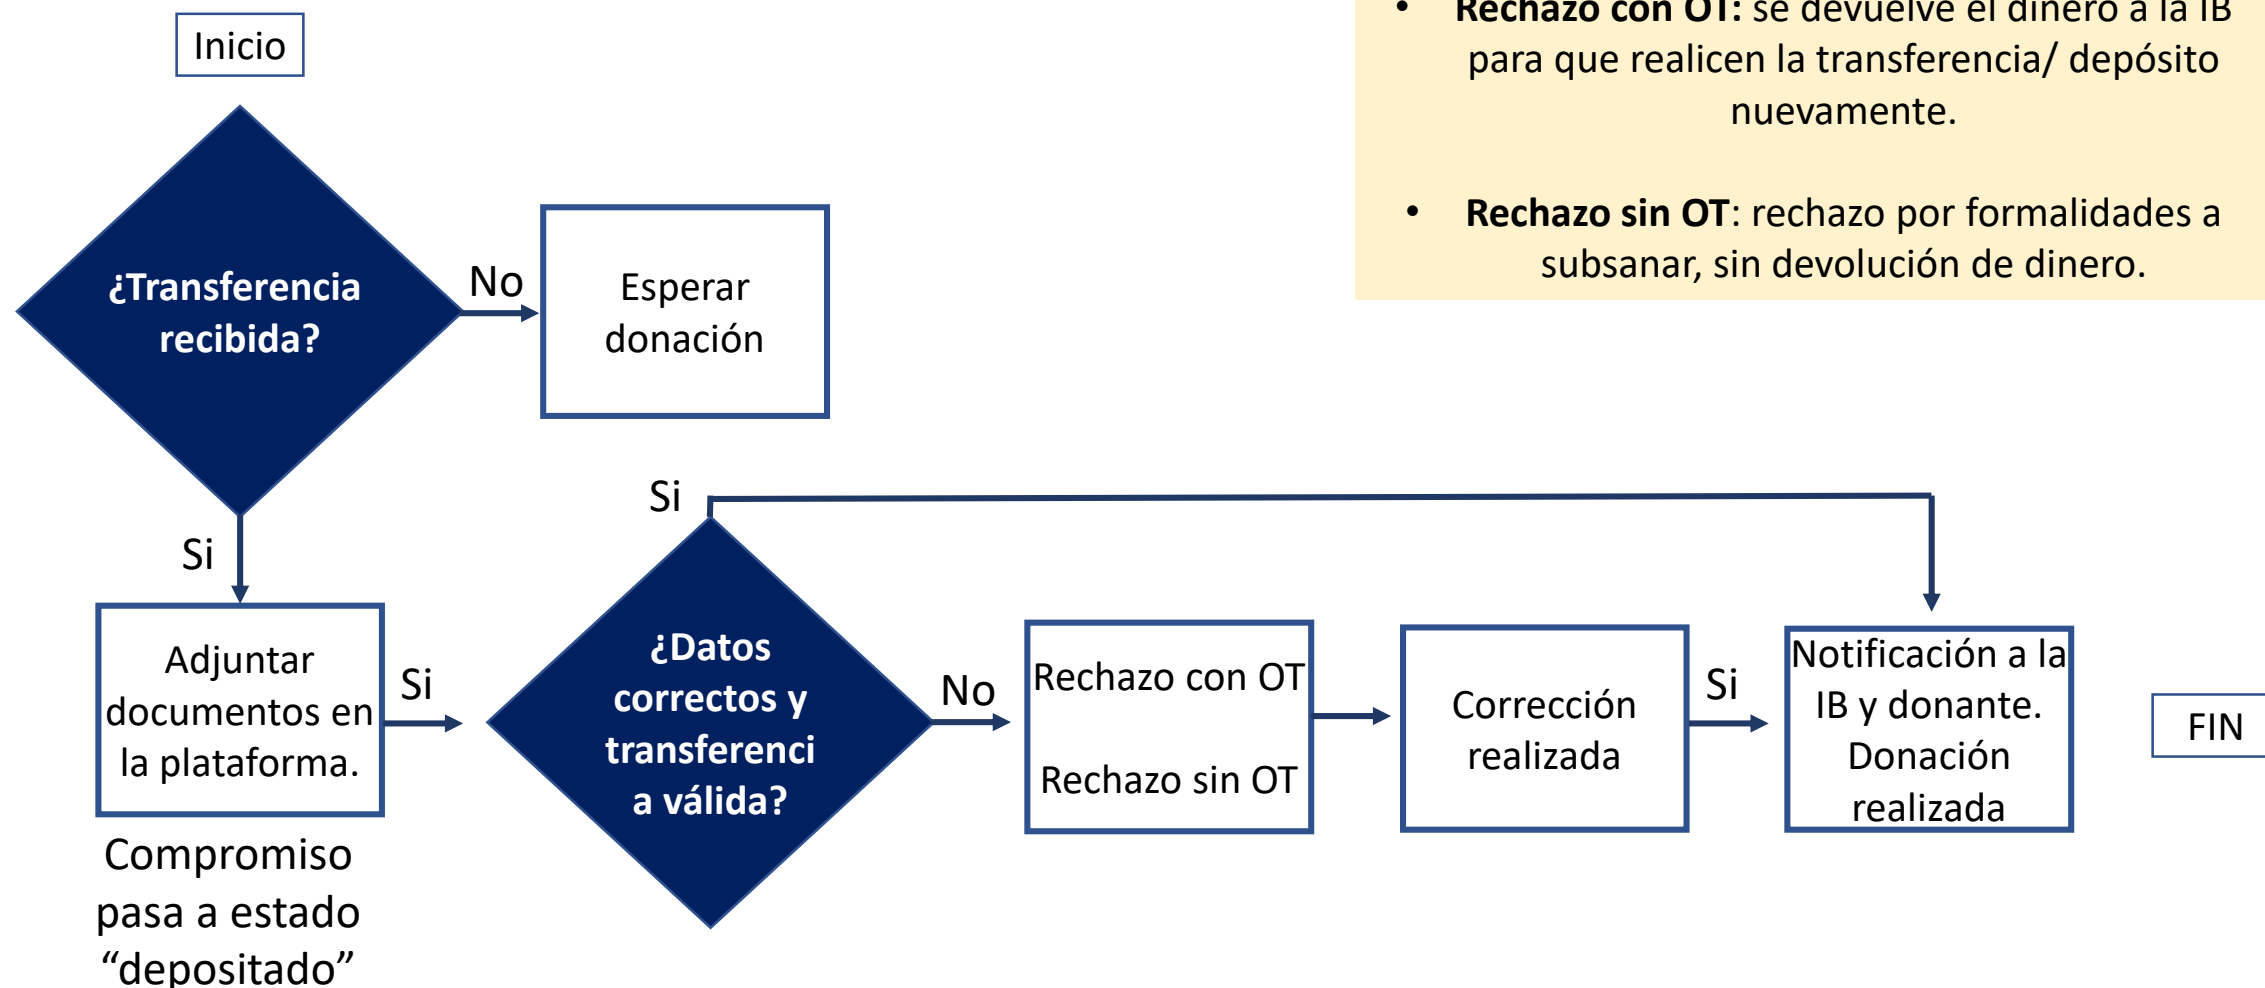 Inicio
• Rechazo con OT: se devuelve el dinero a la IB
para que realicen la transferencia/ depósito
nuevamente.
• Rechazo sin OT: rechazo por formalidades a
subsanar, sin devolución de dinero.
¿Transferencia
recibida?
No
Esperar
donación
Si
Si
Adjuntar
documentos en
la plataforma.
Si
¿Datos
correctos y
transferenci
a válida?
No
Rechazo con OT
Rechazo sin OT
Corrección
realizada
Si
Notificación a la
IB y donante.
Donación
realizada
FIN
Compromiso
pasa a estado
“depositado”